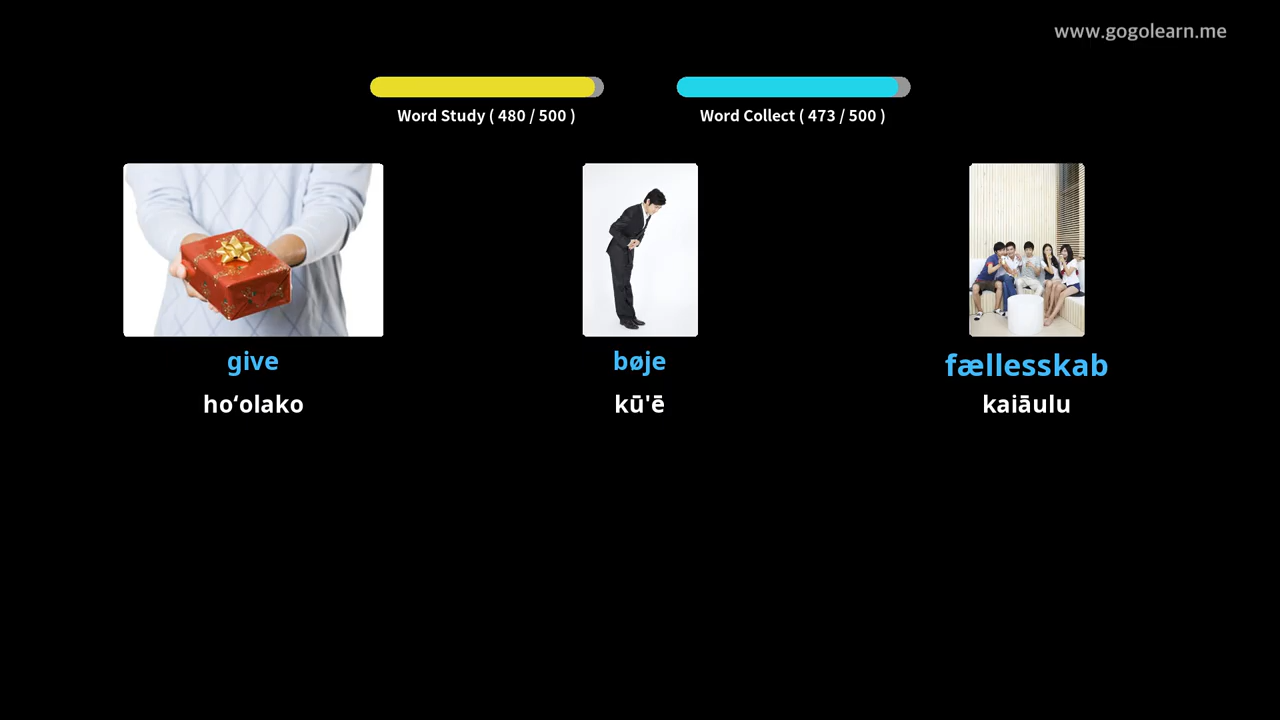 www.gogolearn.me
Word Study ( 480 / 500 )
Word Collect ( 473 / 500 )
give
bøje
fællesskab
hoʻolako
kū'ē
kaiāulu